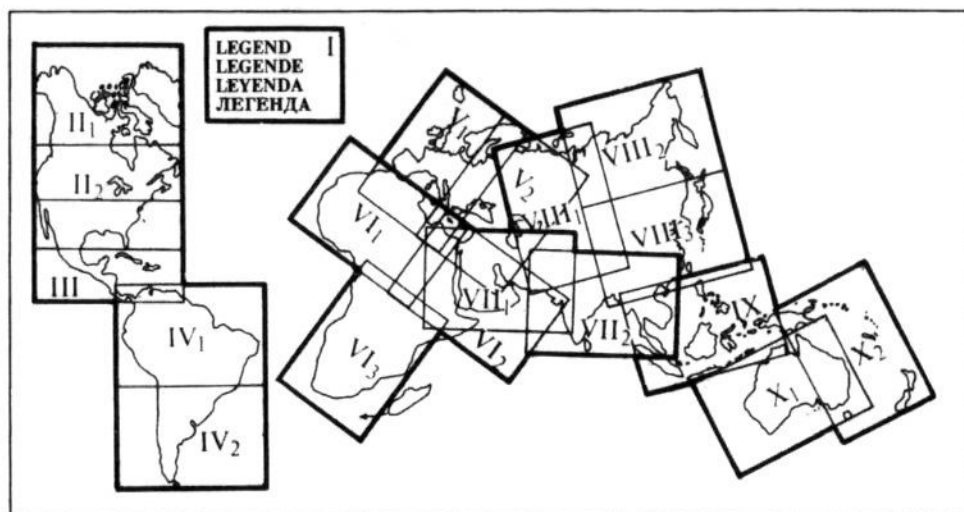 LEGEND I
LEGENDE
LEYENDA
ЛЕГЕНДА
II₁
II₂
III
IV₁
IV₂
V₁
V₂
VI₁
VI₂
VI₃
VII₁
VII₂
VIII₁
VIII₂
VIII₃
IX
X₁
X₂